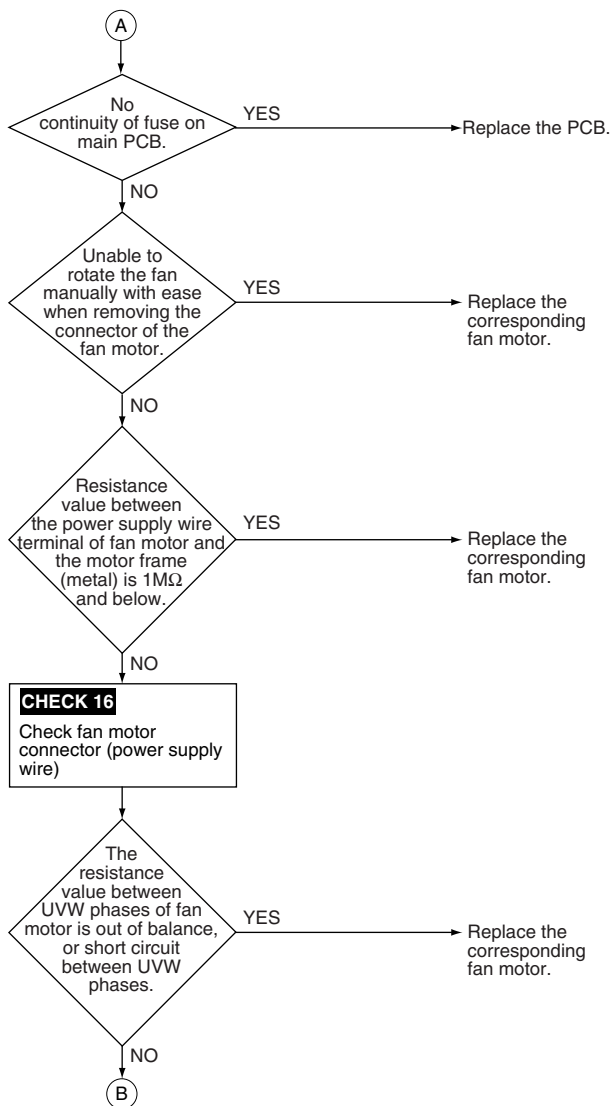 A
No
continuity of fuse on
main PCB.
YES
Replace the PCB.
NO
Unable to
rotate the fan
manually with ease
when removing the
connector of the
fan motor.
YES
Replace the
corresponding
fan motor.
NO
Resistance
value between
the power supply wire
terminal of fan motor and
the motor frame
(metal) is 1MΩ
and below.
YES
Replace the
corresponding
fan motor.
NO
CHECK 16
Check fan motor
connector (power supply
wire)
The
resistance
value between
UVW phases of fan
motor is out of balance,
or short circuit
between UVW
phases.
YES
Replace the
corresponding
fan motor.
NO
B